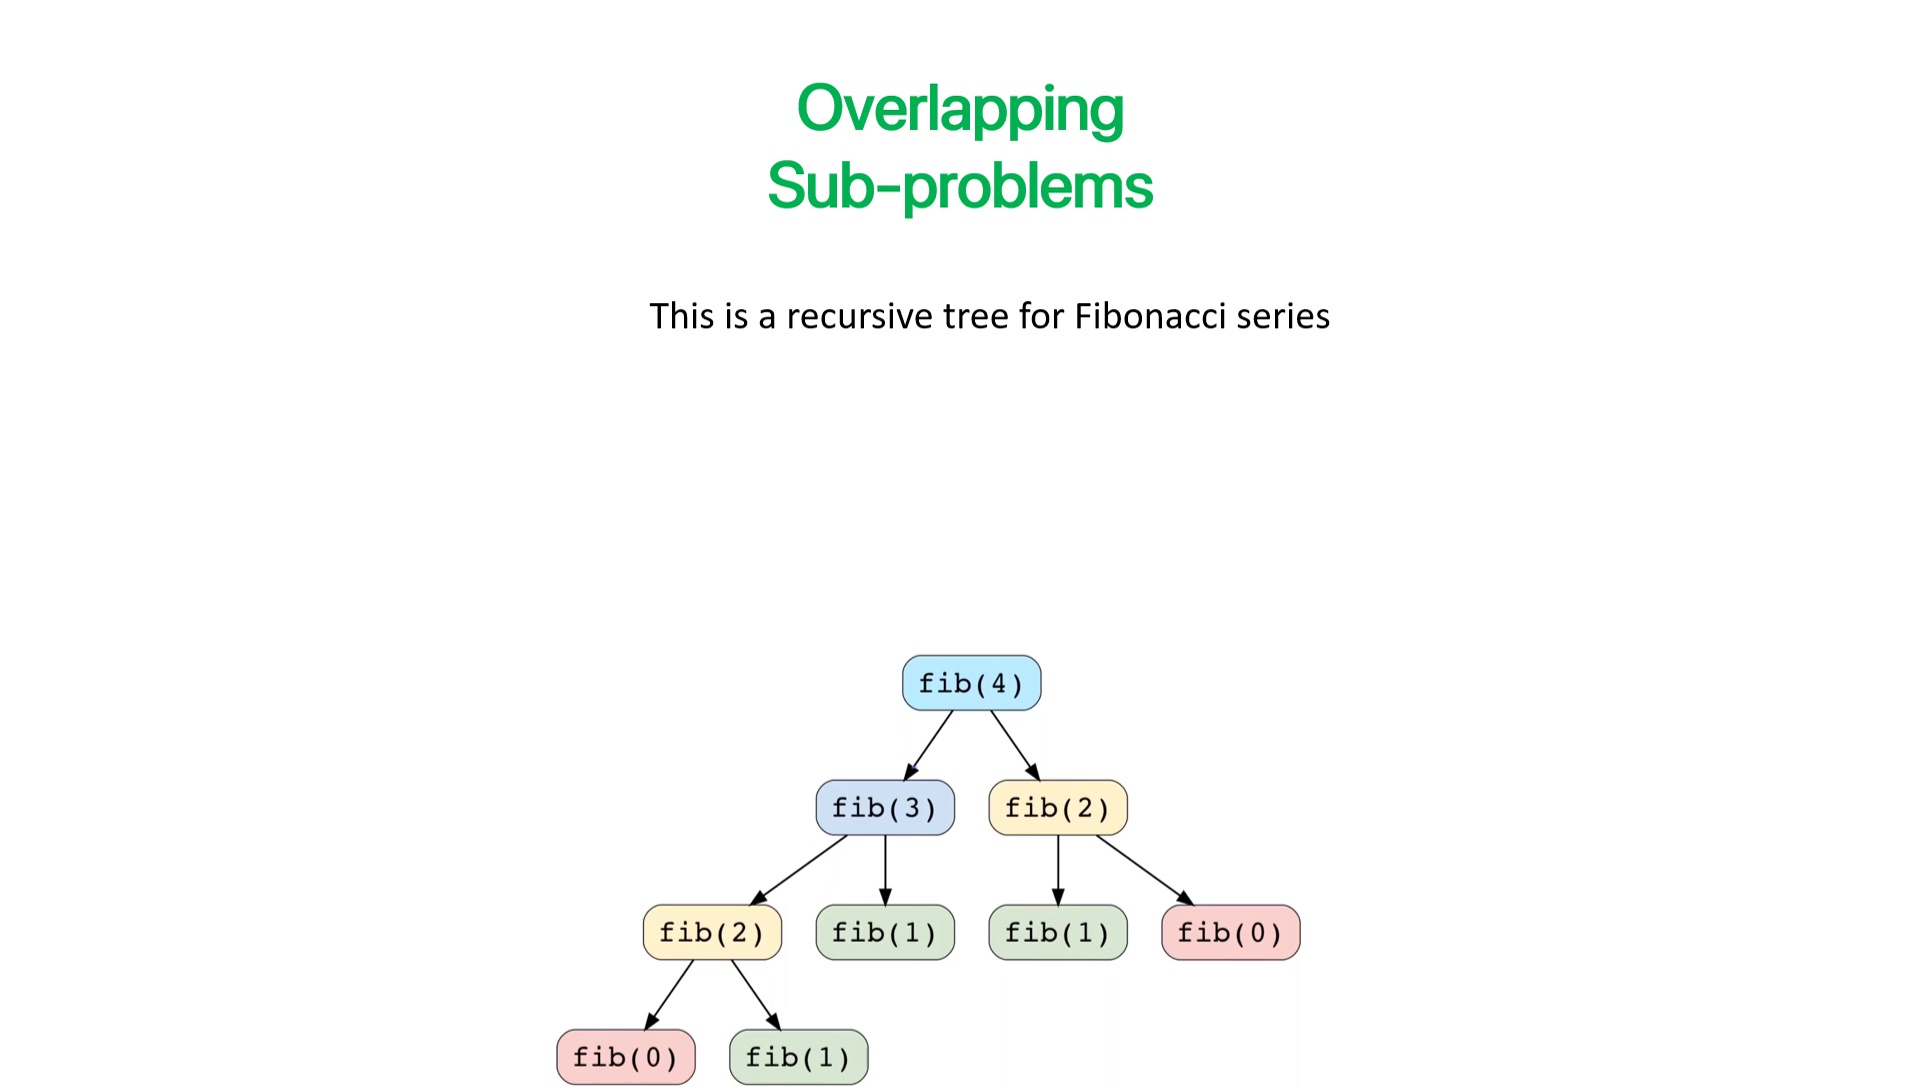 Overlapping
Sub-problems
This is a recursive tree for Fibonacci series
fib(4)
fib(3) fib(2)
fib(2) fib(1) fib(1) fib(0)
fib(0) fib(1)